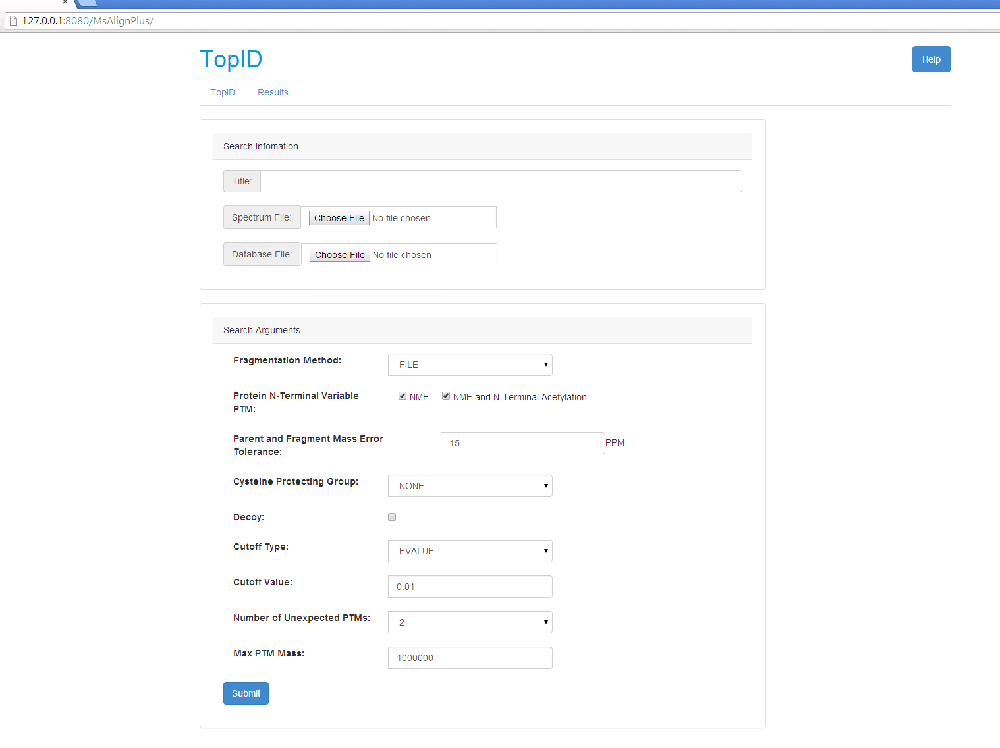 127.0.0.1:8080/MsAlignPlus/
TopID
Help
TopID Results
Search Infomation
Title:
Spectrum File: Choose File No file chosen
Database File: Choose File No file chosen
Search Arguments
Fragmentation Method: FILE
Protein N-Terminal Variable
PTM:
NME NME and N-Terminal Acetylation
Parent and Fragment Mass Error
Tolerance:
15 PPM
Cysteine Protecting Group: NONE
Decoy:
Cutoff Type: EVALUE
Cutoff Value: 0.01
Number of Unexpected PTMs: 2
Max PTM Mass: 1000000
Submit